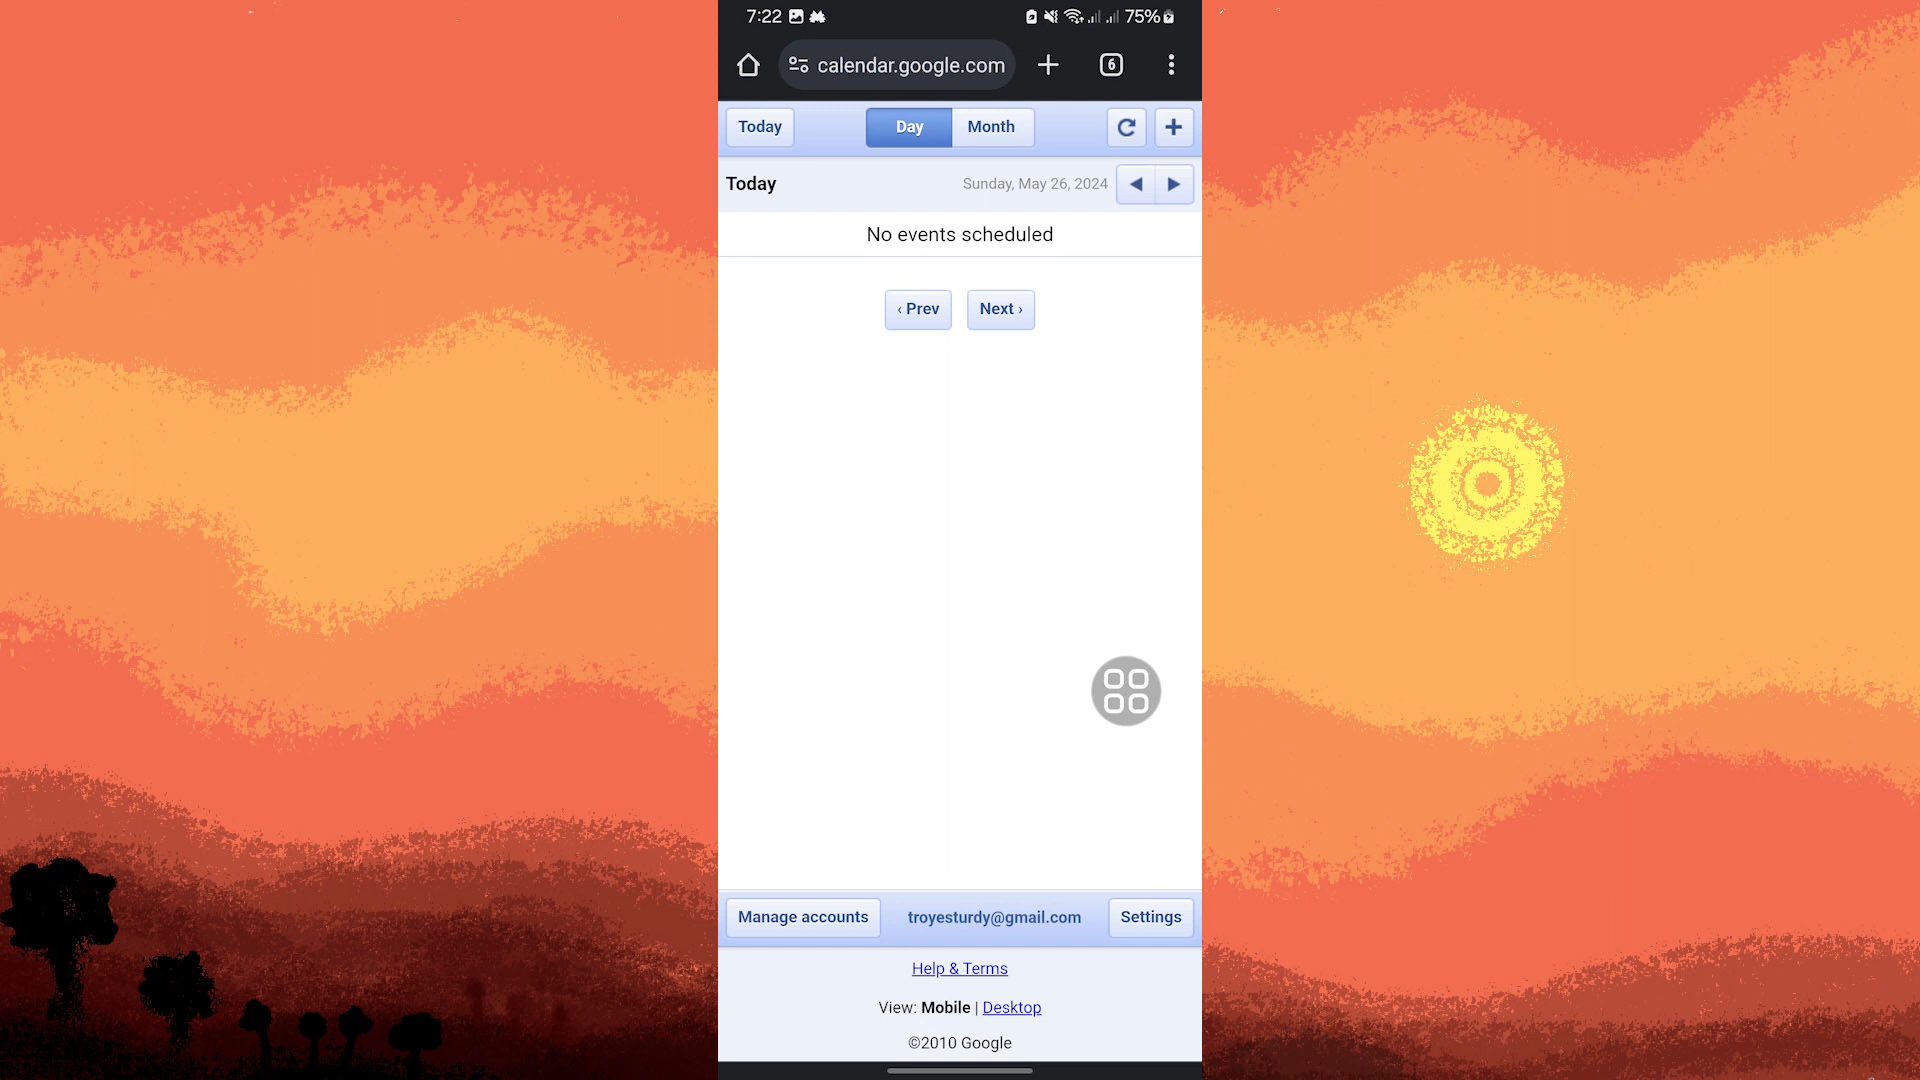 7:22 75%
calendar.google.com 6
Today Day Month
Today Sunday, May 26, 2024
No events scheduled
‹ Prev Next ›
Manage accounts troyesturdy@gmail.com Settings
Help & Terms
View: Mobile | Desktop
©2010 Google